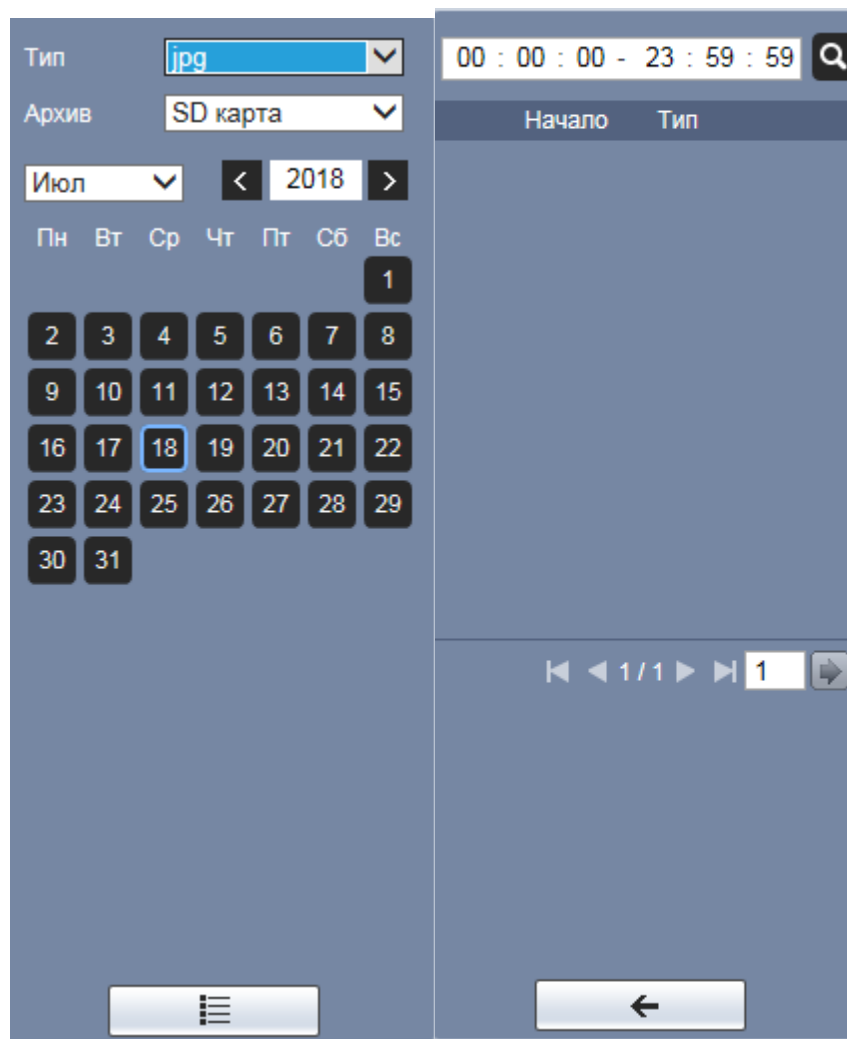 Тип jpg
Архив SD карта
Июл < 2018 >
Пн Вт Ср Чт Пт Сб Вс
1
2 3 4 5 6 7 8
9 10 11 12 13 14 15
16 17 18 19 20 21 22
23 24 25 26 27 28 29
30 31
00 : 00 : 00 - 23 : 59 : 59
Начало Тип
1 / 1 1